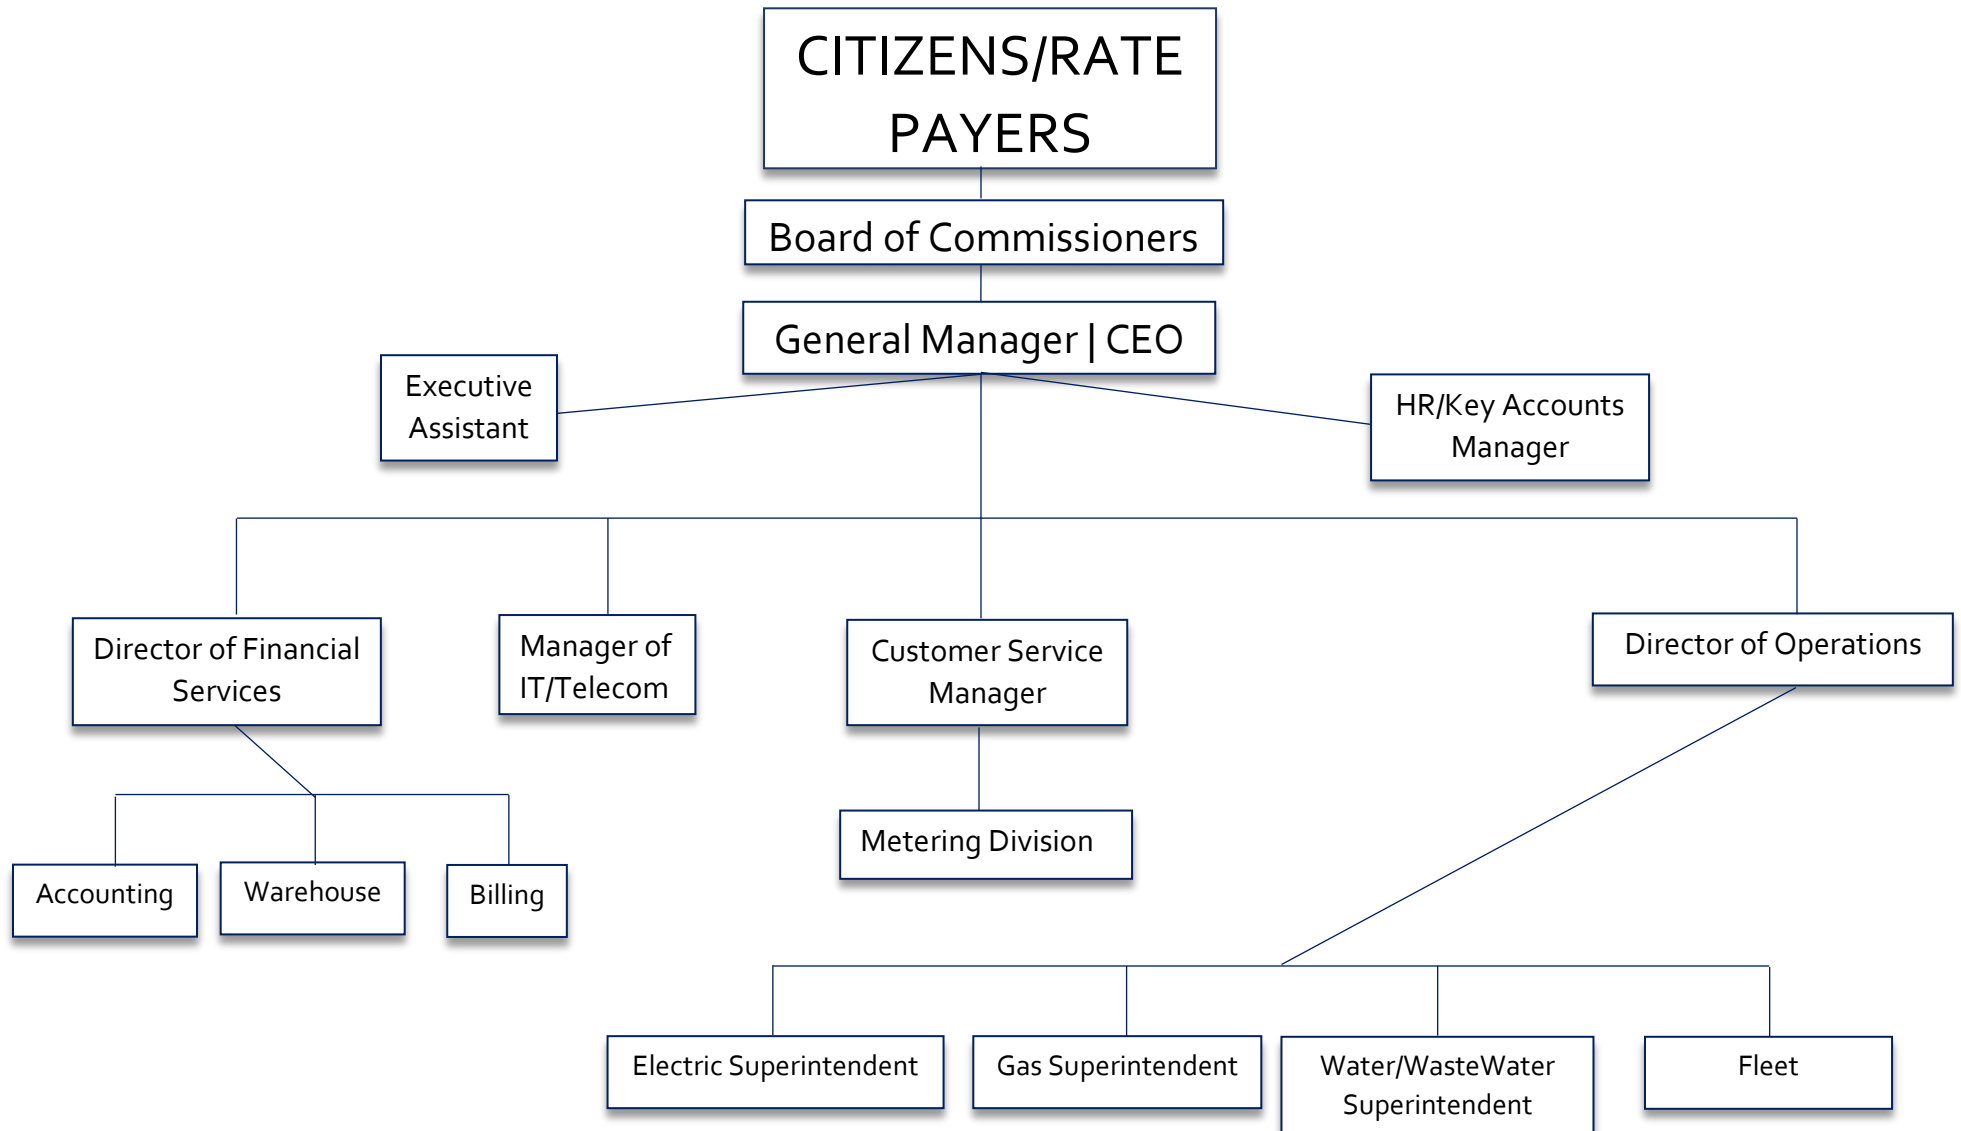 CITIZENS/RATE
PAYERS
Board of Commissioners
General Manager | CEO
Executive
Assistant
HR/Key Accounts
Manager
Director of Financial
Services
Manager of
IT/Telecom
Customer Service
Manager
Director of Operations
Metering Division
Accounting
Warehouse
Billing
Electric Superintendent
Gas Superintendent
Water/WasteWater
Superintendent
Fleet